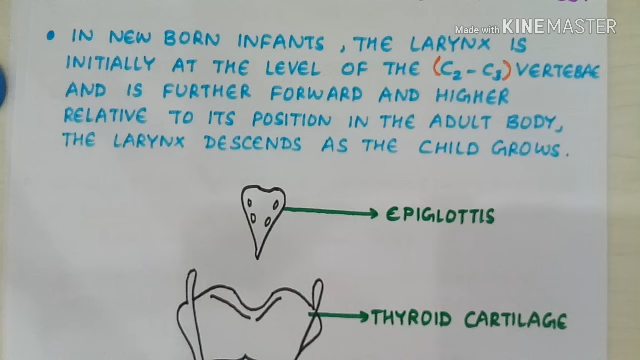 Made with KINEMASTER
• IN NEW BORN INFANTS, THE LARYNX IS
INITIALLY AT THE LEVEL OF THE (C2-C3) VERTEBAE
AND IS FURTHER FORWARD AND HIGHER
RELATIVE TO ITS POSITION IN THE ADULT BODY,
THE LARYNX DESCENDS AS THE CHILD GROWS.
EPIGLOTTIS
THYROID CARTILAGE